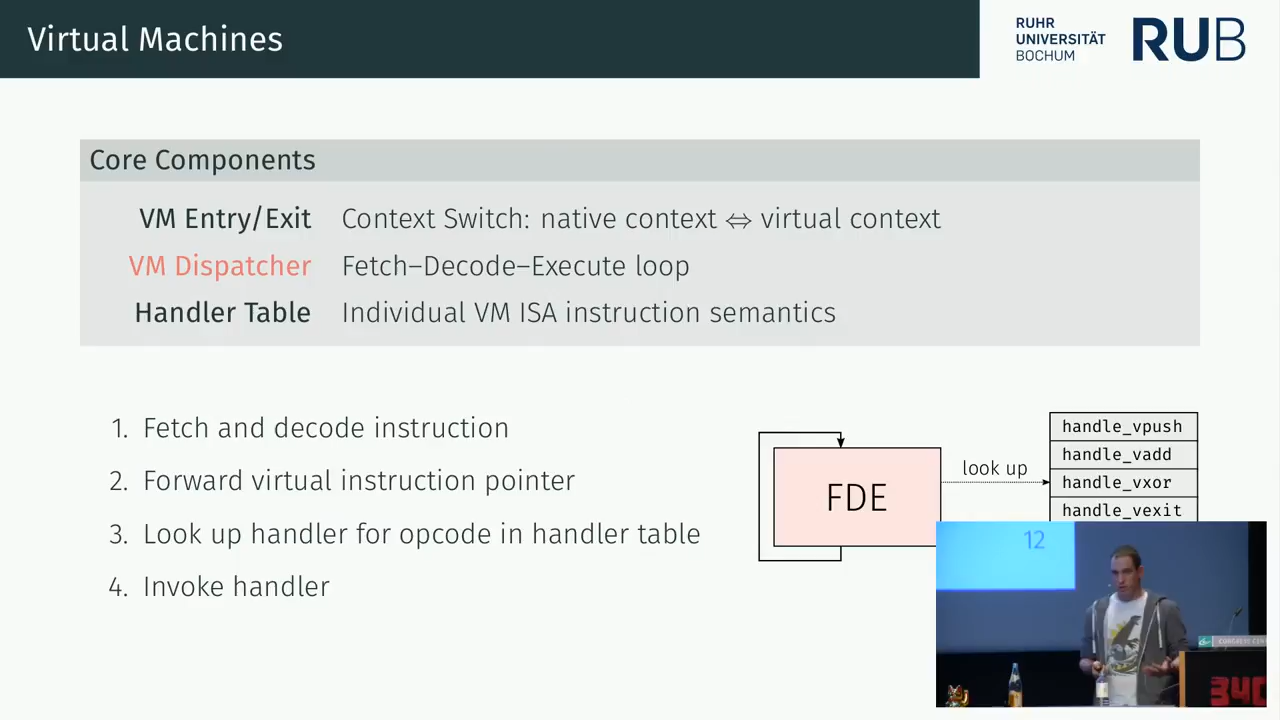 Virtual Machines
RUHR
UNIVERSITÄT
BOCHUM
RUB
Core Components
VM Entry/Exit Context Switch: native context ⇔ virtual context
VM Dispatcher Fetch–Decode–Execute loop
Handler Table Individual VM ISA instruction semantics
1. Fetch and decode instruction
2. Forward virtual instruction pointer
3. Look up handler for opcode in handler table
4. Invoke handler
FDE
look up
handle_vpush
handle_vadd
handle_vxor
handle_vexit
12
34C